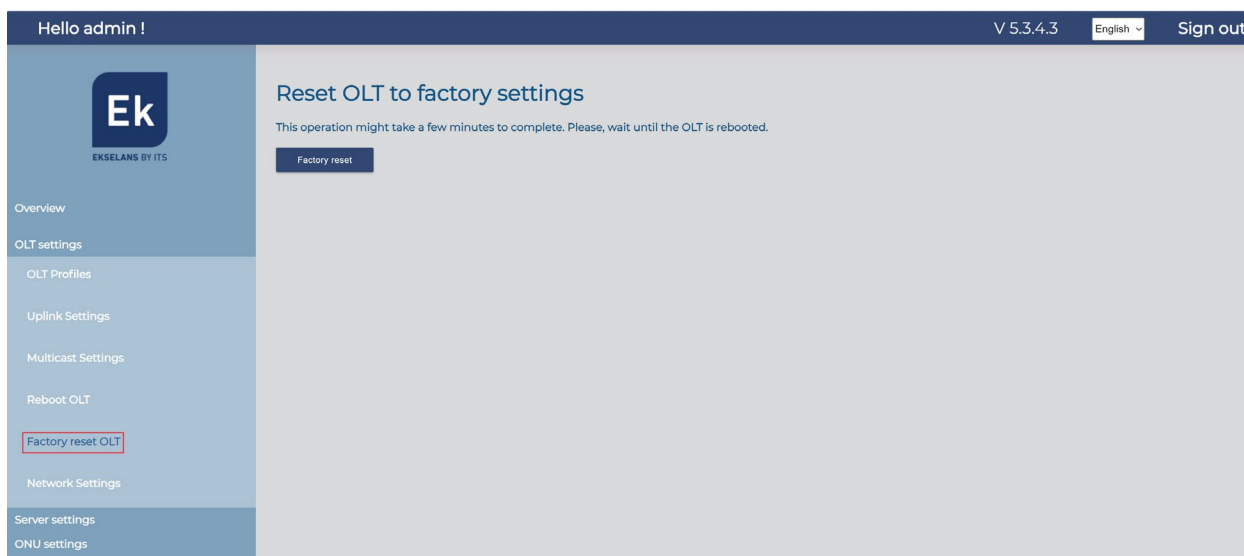 Hello admin !
V 5.3.4.3
English
Sign out
Ek
EKSELANS BY ITS
Overview
OLT settings
OLT Profiles
Uplink Settings
Multicast Settings
Reboot OLT
Factory reset OLT
Network Settings
Server settings
ONU settings
Reset OLT to factory settings
This operation might take a few minutes to complete. Please, wait until the OLT is rebooted.
Factory reset